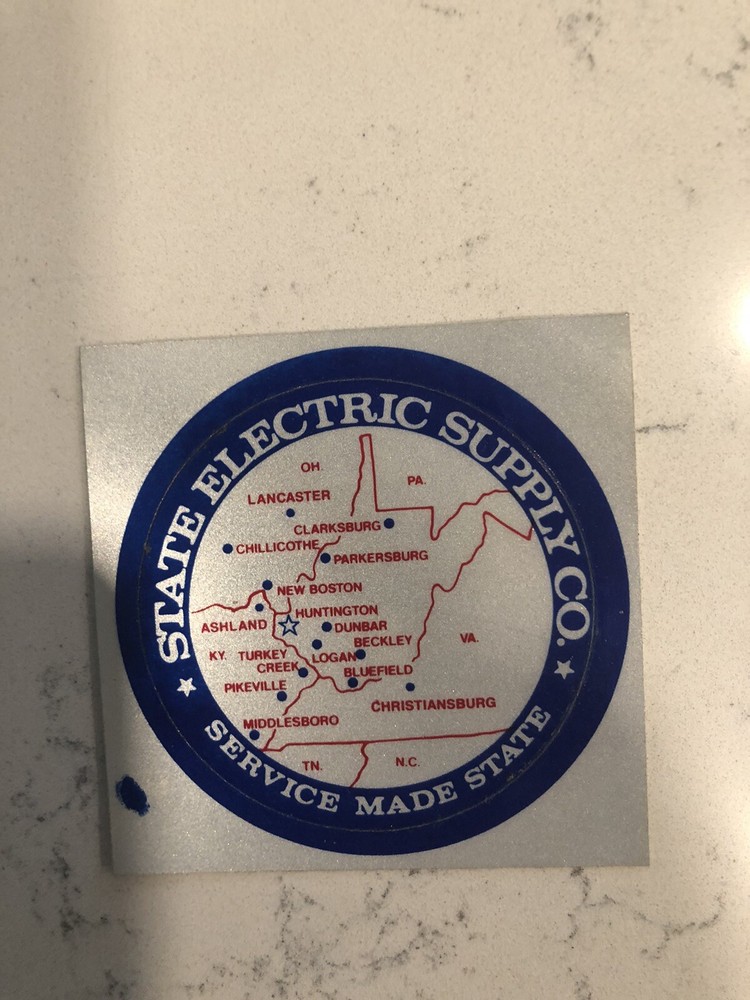 STATE ELECTRIC SUPPLY CO.
OH.
PA.
LANCASTER
CLARKSBURG
CHILLICOTHE
PARKERSBURG
NEW BOSTON
HUNTINGTON
ASHLAND
DUNBAR
BECKLEY
VA.
KY.
TURKEY
CREEK
LOGAN
BLUEFIELD
PIKEVILLE
CHRISTIANSBURG
MIDDLESBORO
TN.
N.C.
SERVICE MADE STATE